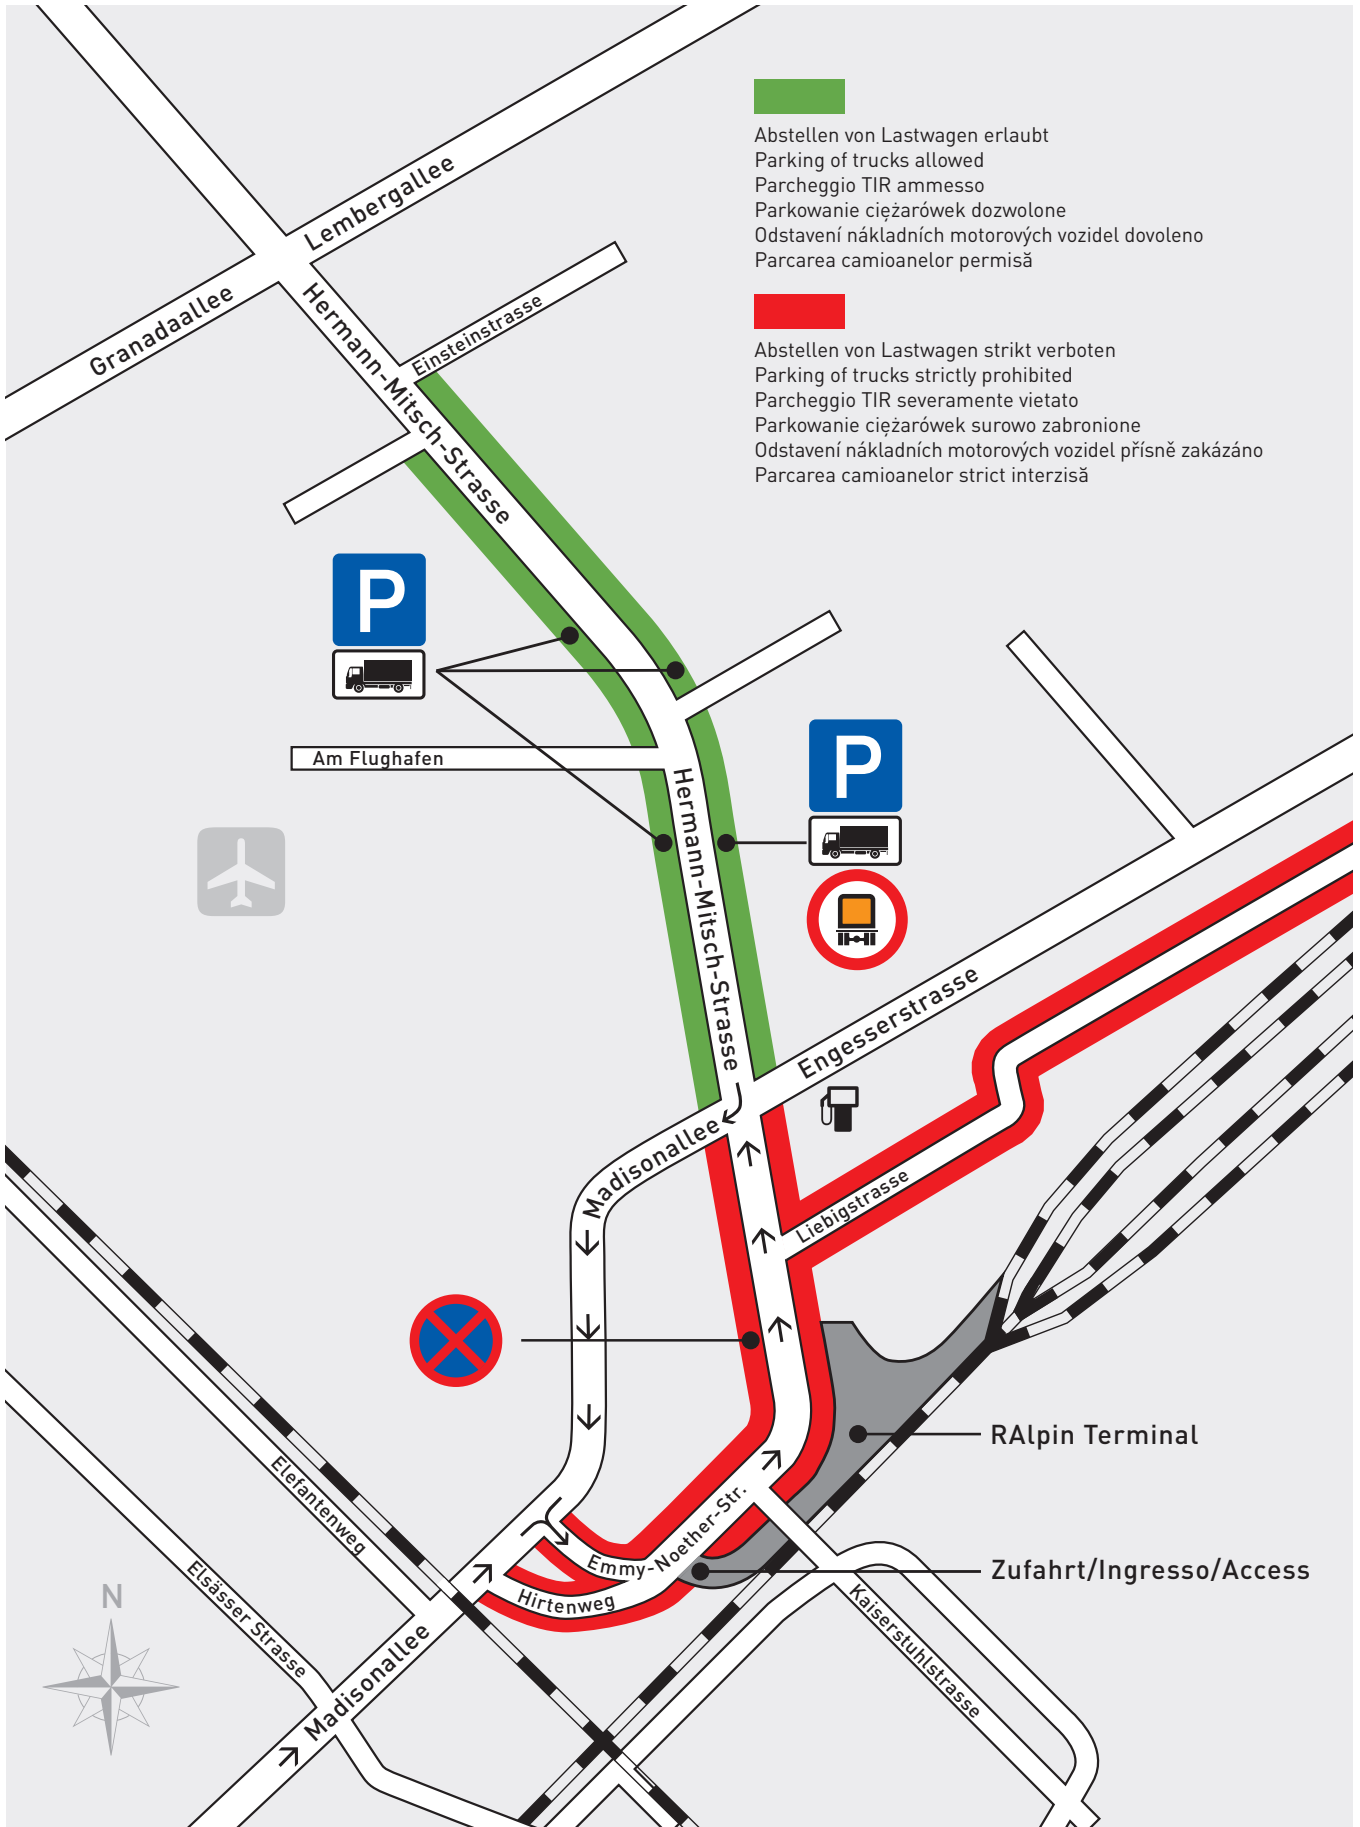 Abstellen von Lastwagen erlaubt
Parking of trucks allowed
Parcheggio TIR ammesso
Parkowanie ciężarówek dozwolone
Odstavení nákladních motorových vozidel dovoleno
Parcarea camioanelor permisă
Abstellen von Lastwagen strikt verboten
Parking of trucks strictly prohibited
Parcheggio TIR severamente vietato
Parkowanie ciężarówek surowo zabronione
Odstavení nákladních motorových vozidel přísně zakázáno
Parcarea camioanelor strict interzisă
Lembergallee
Granadaallee
Hermann-Mitsch-Strasse
Einsteinstrasse
P
Am Flughafen
P
Hermann-Mitsch-Strasse
Engesserstrasse
Madisonallee
Liebigstrasse
RAlpin Terminal
Elefantenweg
Emmy-Noether-Str.
Zufahrt/Ingresso/Access
Hirtenweg
Elsässer Strasse
Kaiserstuhlstrasse
N
Madisonallee